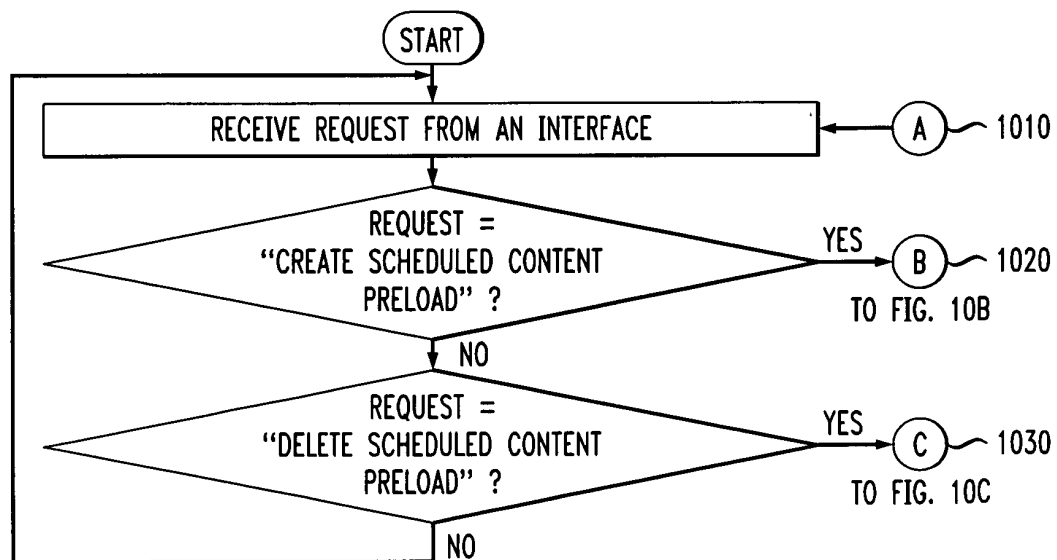 START
RECEIVE REQUEST FROM AN INTERFACE
A
1010
REQUEST =
“CREATE SCHEDULED CONTENT
PRELOAD” ?
YES
B
1020
TO FIG. 10B
NO
REQUEST =
“DELETE SCHEDULED CONTENT
PRELOAD” ?
YES
C
1030
TO FIG. 10C
NO